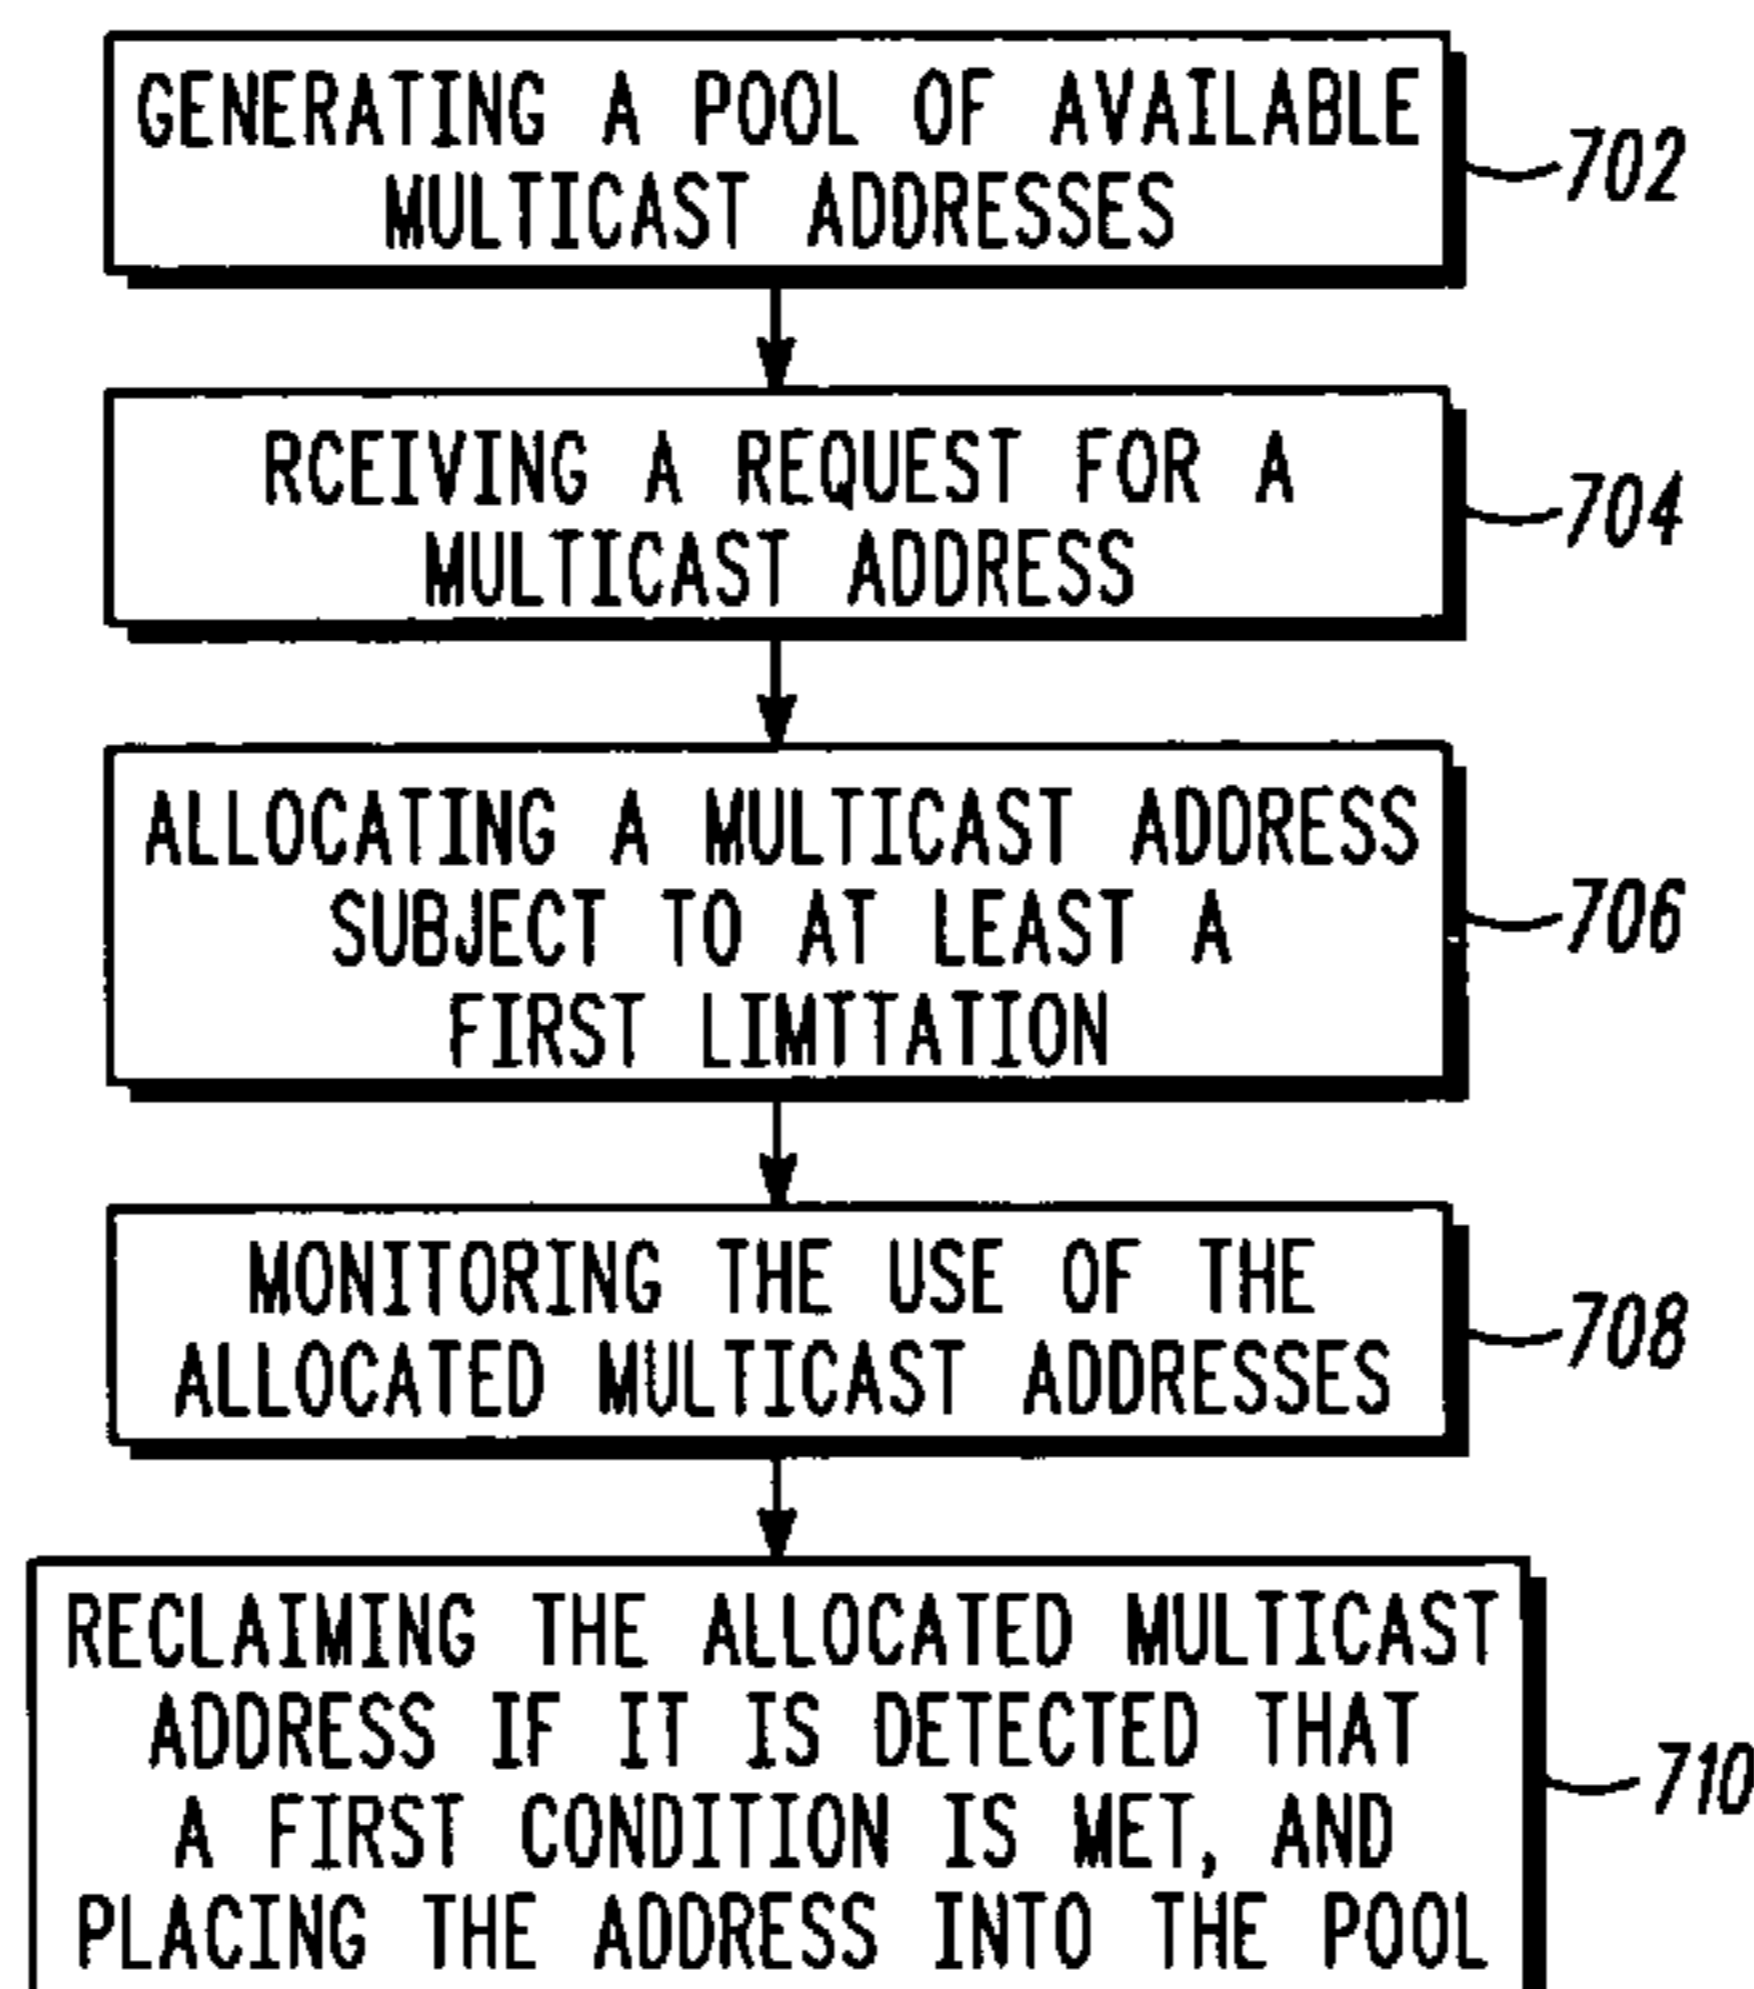 GENERATING A POOL OF AVAILABLE
MULTICAST ADDRESSES
702
RCEIVING A REQUEST FOR A
MULTICAST ADDRESS
704
ALLOCATING A MULTICAST ADDRESS
SUBJECT TO AT LEAST A
FIRST LIMTTATION
706
MONITORING THE USE OF THE
ALLOCATED MULTICAST ADDRESSES
708
RECLAIMING THE ALLOCATED MULTICAST
ADDRESS IF IT IS DETECTED THAT
A FIRST CONDITION IS MET, AND
PLACING THE ADDRESS INTO THE POOL
710